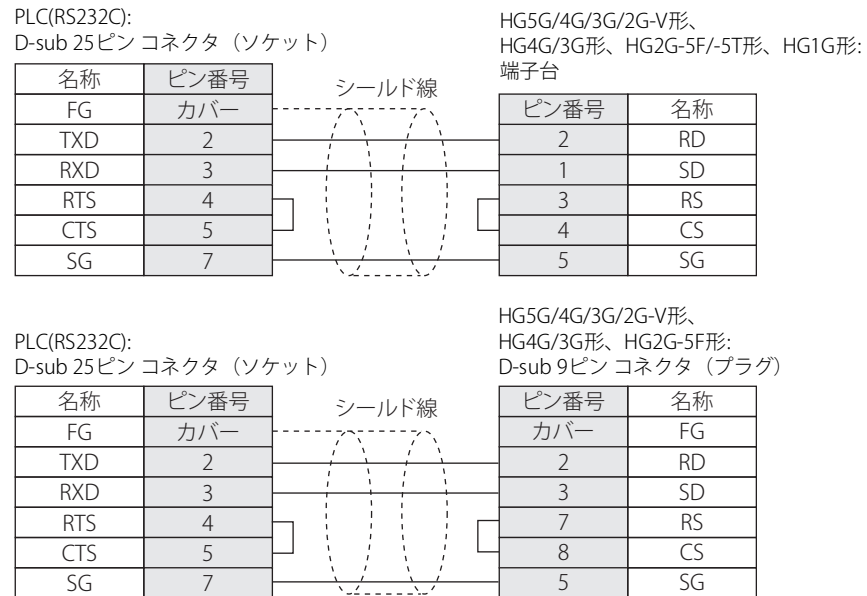 PLC(RS232C):
D-sub 25ピン コネクタ（ソケット）
HG5G/4G/3G/2G-V形、
HG4G/3G形、HG2G-5F/-5T形、HG1G形:
端子台
シールド線
名称 ピン番号
FG カバー
TXD 2
RXD 3
RTS 4
CTS 5
SG 7
ピン番号 名称
2 RD
1 SD
3 RS
4 CS
5 SG
PLC(RS232C):
D-sub 25ピン コネクタ（ソケット）
HG5G/4G/3G/2G-V形、
HG4G/3G形、HG2G-5F形:
D-sub 9ピン コネクタ（プラグ）
シールド線
名称 ピン番号
FG カバー
TXD 2
RXD 3
RTS 4
CTS 5
SG 7
ピン番号 名称
カバー FG
2 RD
3 SD
7 RS
8 CS
5 SG